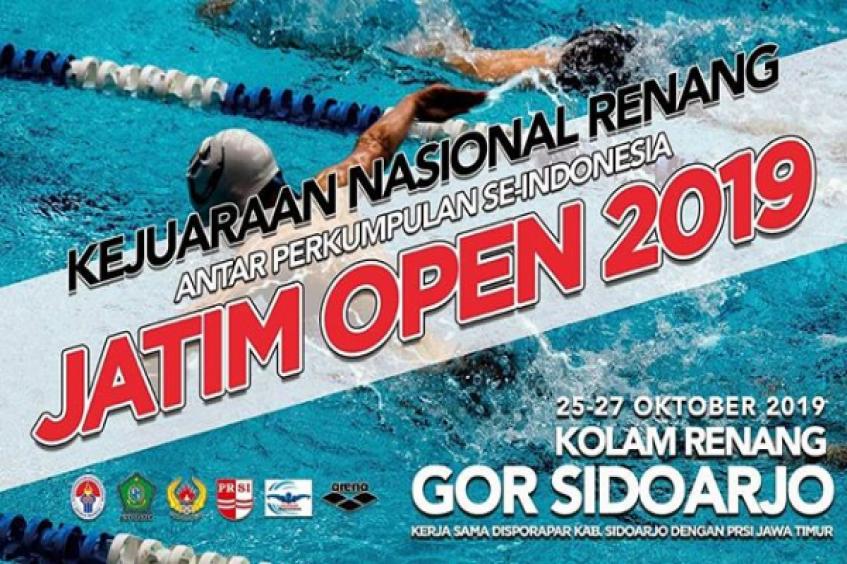 KEJUARAAN NASIONAL RENANG
ANTAR PERKUMPULAN SE-INDONESIA
JATIM OPEN 2019
25-27 OKTOBER 2019
KOLAM RENANG
GOR SIDOARJO
KERJA SAMA DISPORAPAR KAB. SIDOARJO DENGAN PRSI JAWA TIMUR
PRSI
arena